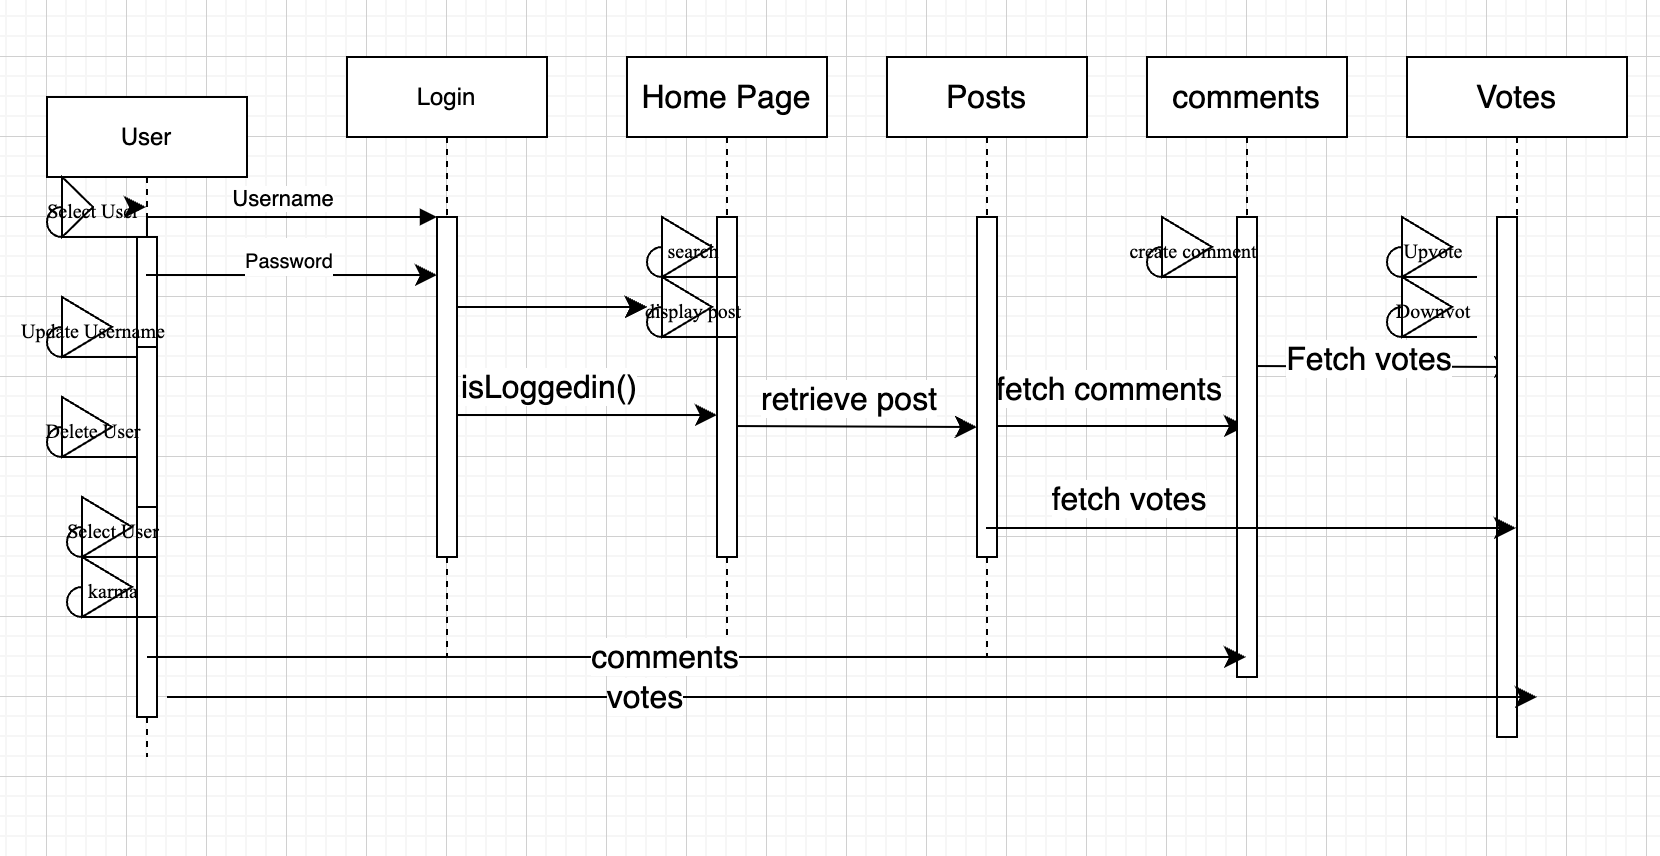 Login
Home Page
Posts
comments
Votes
User
Select User
Username
Password
search
create comment
Upvote
display post
Downvot
Update Username
Fetch votes
isLoggedin()
retrieve post
fetch comments
Delete User
fetch votes
Select User
karma
comments
votes